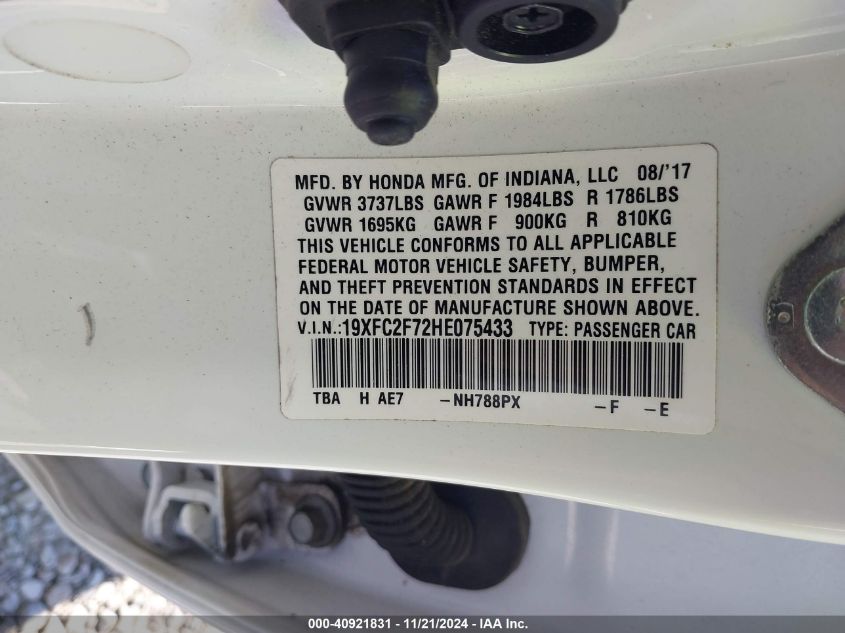 MFD. BY HONDA MFG. OF INDIANA, LLC 08/'17
GVWR 3737LBS GAWR F 1984LBS R 1786LBS
GVWR 1695KG GAWR F 900KG R 810KG
THIS VEHICLE CONFORMS TO ALL APPLICABLE
FEDERAL MOTOR VEHICLE SAFETY, BUMPER,
AND THEFT PREVENTION STANDARDS IN EFFECT
ON THE DATE OF MANUFACTURE SHOWN ABOVE.
V.I.N.:19XFC2F72HE075433 TYPE: PASSENGER CAR
TBA H AE7 -NH788PX -F -E
000-40921831 - 11/21/2024 - IAA Inc.